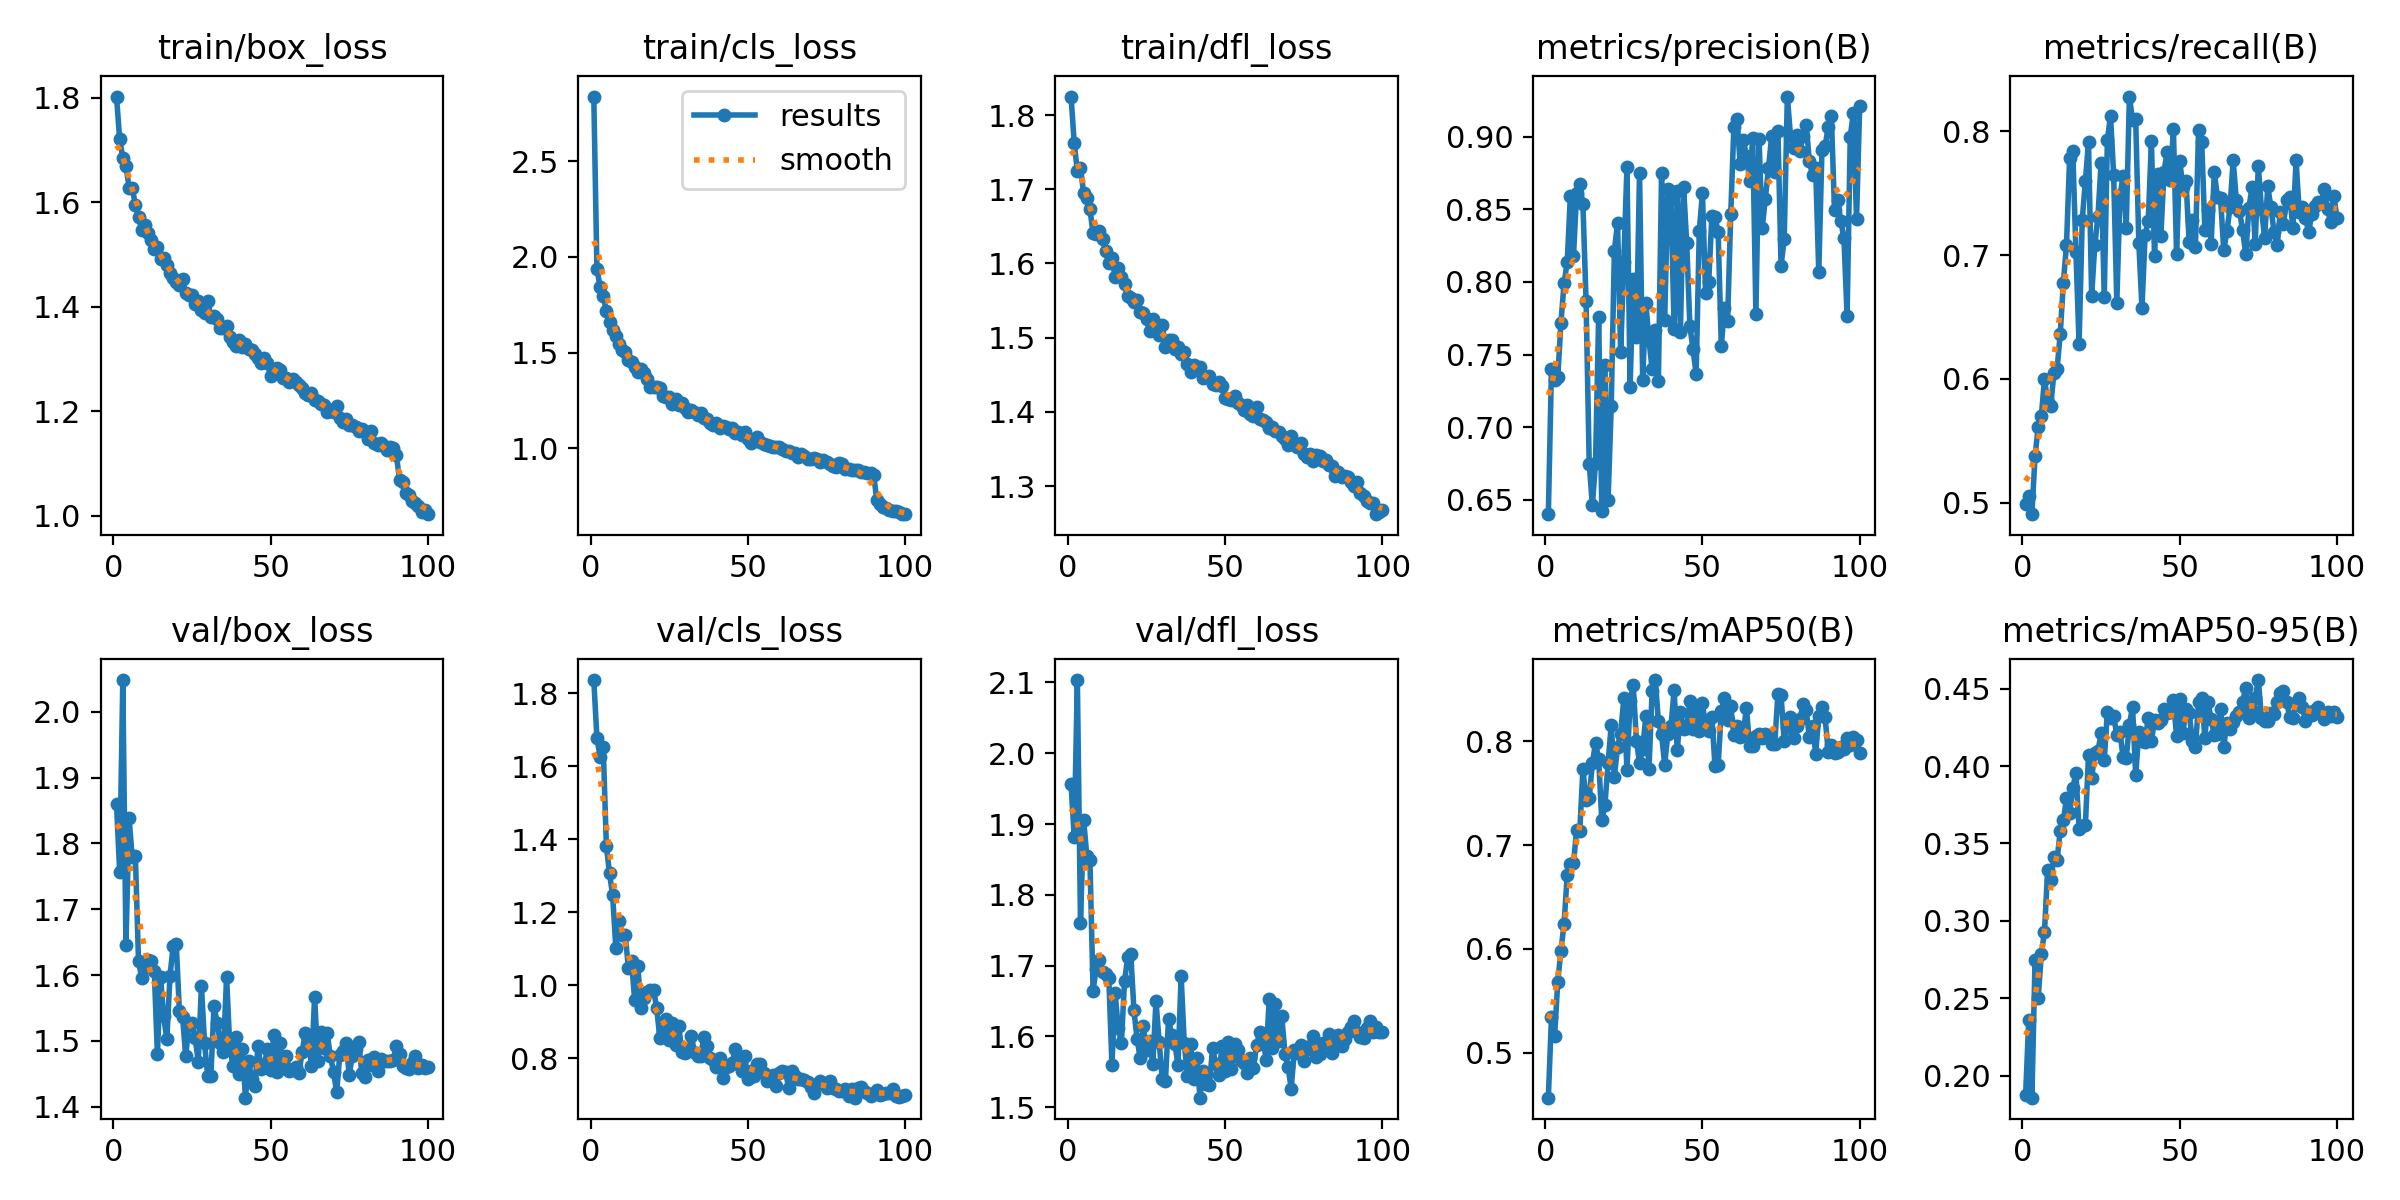 train/box_loss
train/cls_loss
train/dfl_loss
metrics/precision(B)
metrics/recall(B)
1.8
1.6
1.4
1.2
1.0
0 50 100
results
smooth
2.5
2.0
1.5
1.0
0 50 100
1.8
1.7
1.6
1.5
1.4
1.3
0 50 100
0.90
0.85
0.80
0.75
0.70
0.65
0 50 100
0.8
0.7
0.6
0.5
0 50 100
val/box_loss
val/cls_loss
val/dfl_loss
metrics/mAP50(B)
metrics/mAP50-95(B)
2.0
1.9
1.8
1.7
1.6
1.5
1.4
0 50 100
1.8
1.6
1.4
1.2
1.0
0.8
0 50 100
2.1
2.0
1.9
1.8
1.7
1.6
1.5
0 50 100
0.8
0.7
0.6
0.5
0 50 100
0.45
0.40
0.35
0.30
0.25
0.20
0 50 100